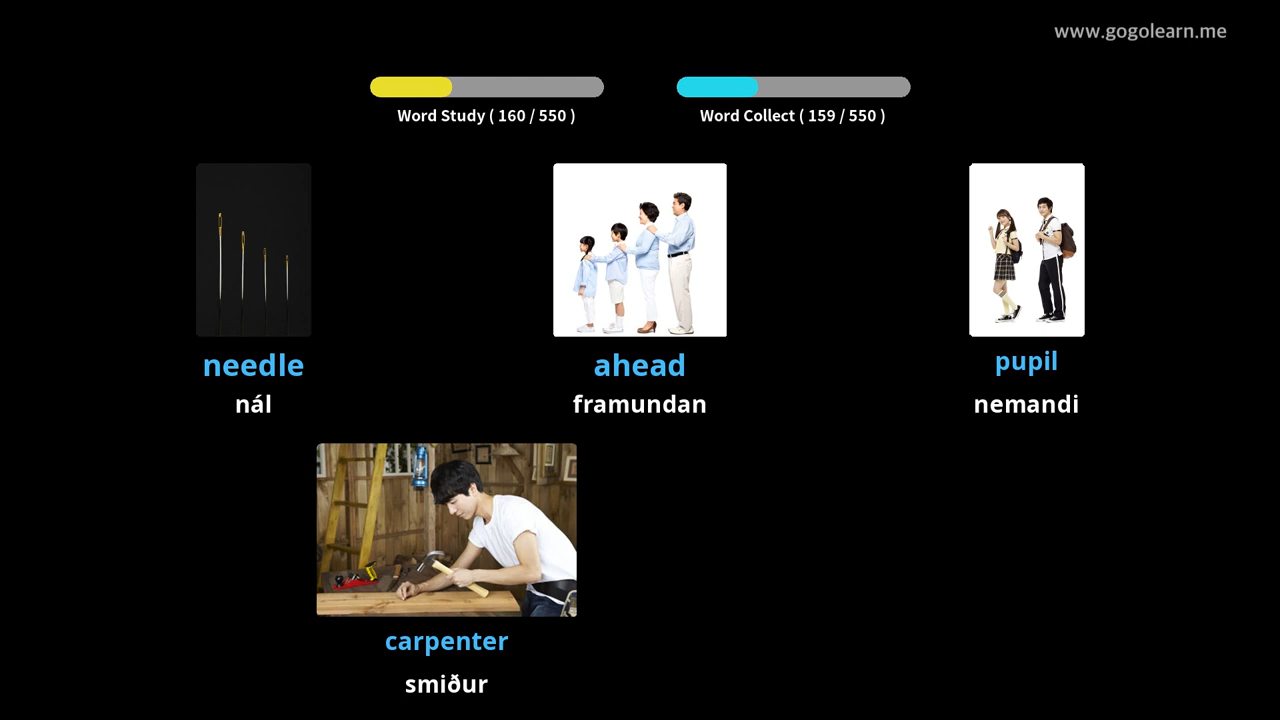 www.gogolearn.me
Word Study ( 160 / 550 )
Word Collect ( 159 / 550 )
needle
nál
ahead
framundan
pupil
nemandi
carpenter
smiður